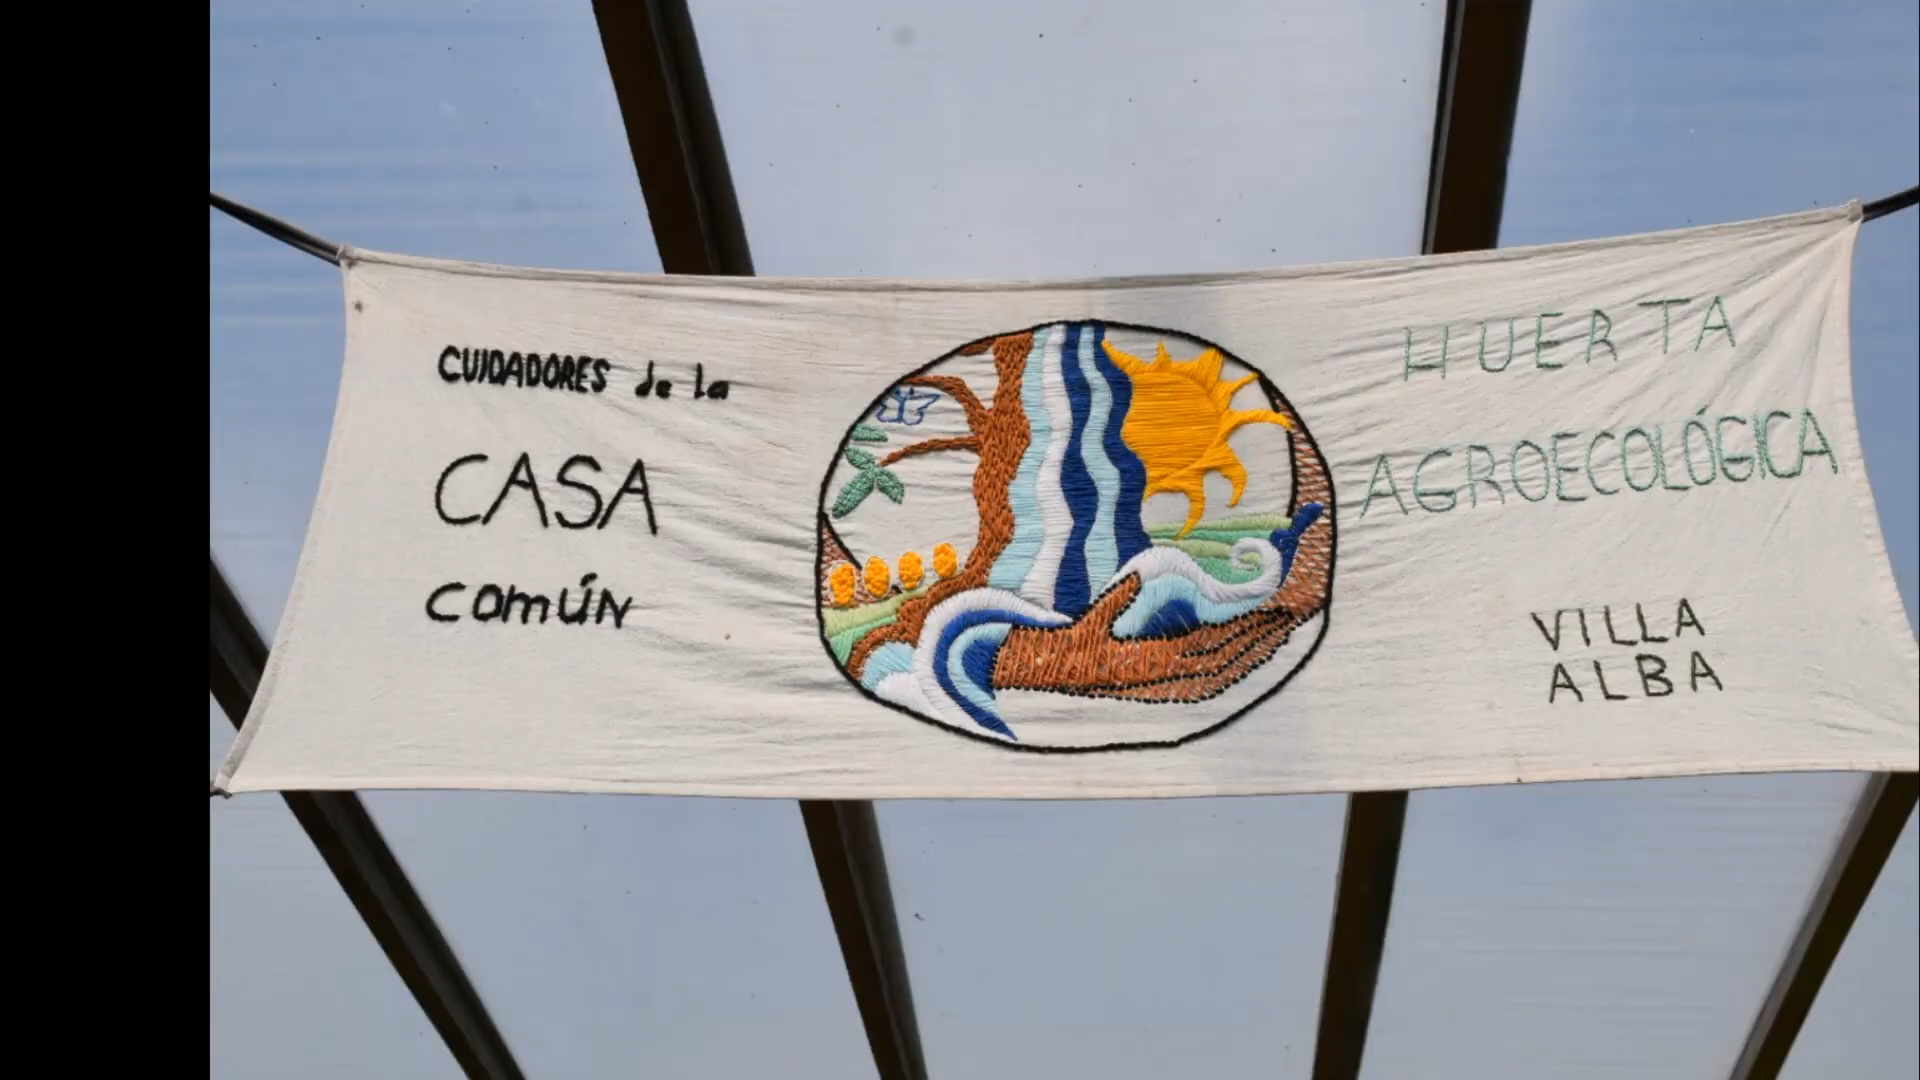 CUIDADORES de la
CASA
COMÚN
HUERTA
AGROECOLÓGICA
VILLA
ALBA